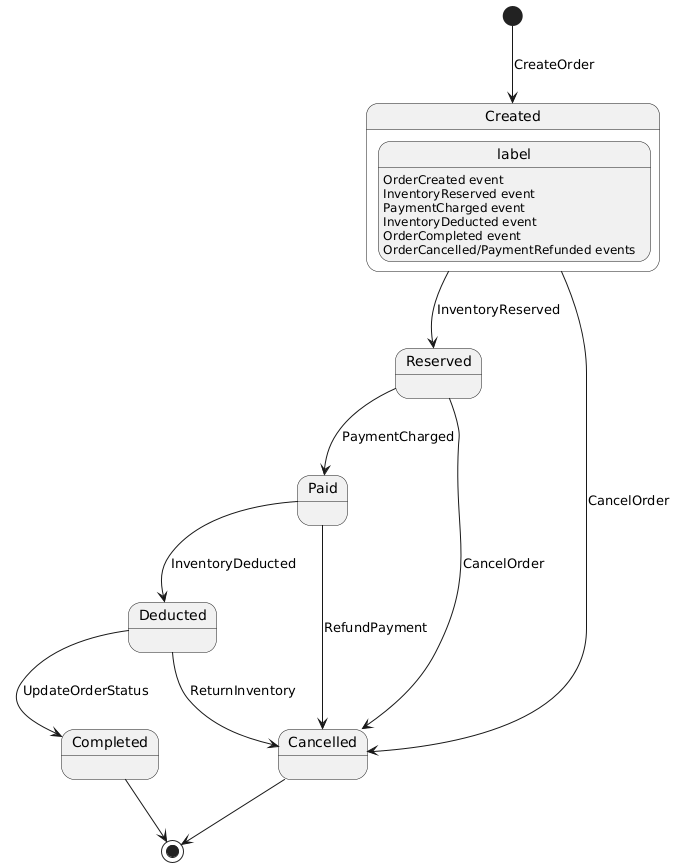 CreateOrder
Created
label
OrderCreated event
InventoryReserved event
PaymentCharged event
InventoryDeducted event
OrderCompleted event
OrderCancelled/PaymentRefunded events
InventoryReserved
Reserved
PaymentCharged
Paid
CancelOrder
InventoryDeducted
CancelOrder
Deducted
RefundPayment
UpdateOrderStatus
ReturnInventory
Completed
Cancelled